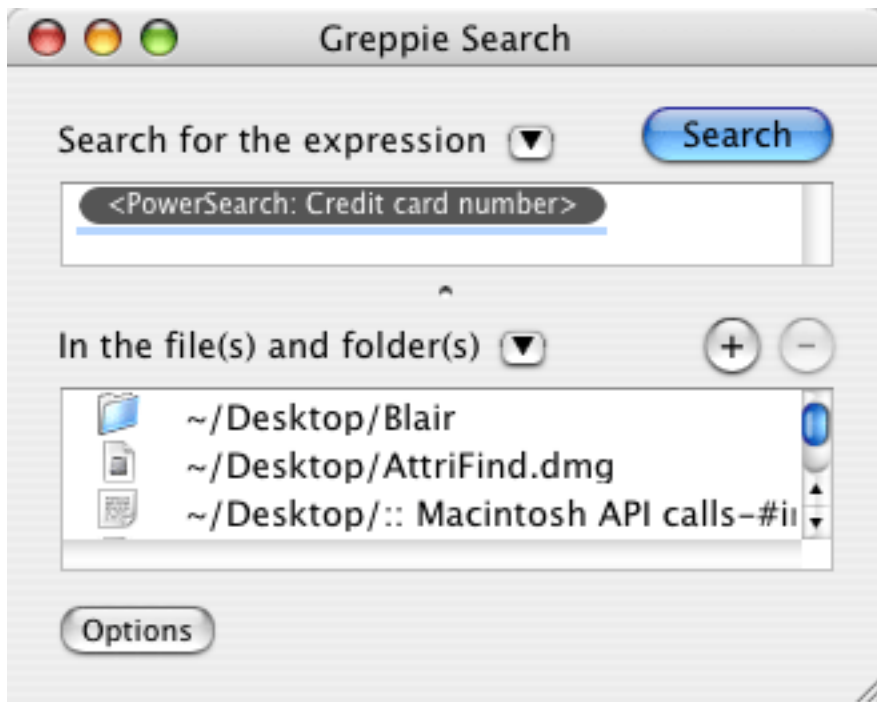 Greppie Search
Search for the expression
Search
<PowerSearch: Credit card number>
In the file(s) and folder(s)
~/Desktop/Blair
~/Desktop/AttriFind.dmg
~/Desktop/:: Macintosh API calls-#i
Options